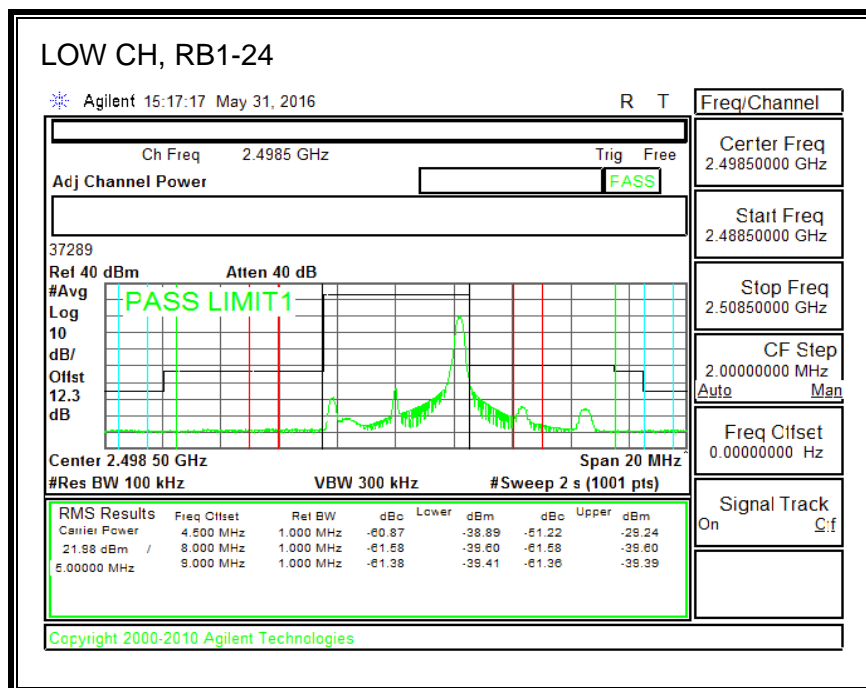 LOW CH, RB1-24
Agilent 15:17:17 May 31, 2016 R T
Freq/Channel
Ch Freq 2.4985 GHz Trig Free
Adj Channel Power PASS
Center Freq
2.49850000 GHz
Start Freq
2.48850000 GHz
Stop Freq
2.50850000 GHz
CF Step
2.00000000 MHz
Auto Man
Freq Offset
0.00000000 Hz
Signal Track
On Off
37289
Ref 40 dBm Atten 40 dB
#Avg
Log
10
dB/
Offst
12.3
dB
PASS LIMIT1
Center 2.498 50 GHz Span 20 MHz
#Res BW 100 kHz VBW 300 kHz #Sweep 2 s (1001 pts)
RMS Results Freq Offset Ref BW dBc Lower dBm dBc Upper dBm
Carrier Power 4.500 MHz 1.000 MHz -60.87 -38.89 -51.22 -29.24
21.98 dBm / 8.000 MHz 1.000 MHz -61.58 -39.60 -61.58 -39.60
5.00000 MHz 9.000 MHz 1.000 MHz -61.38 -39.41 -61.36 -39.39
Copyright 2000-2010 Agilent Technologies